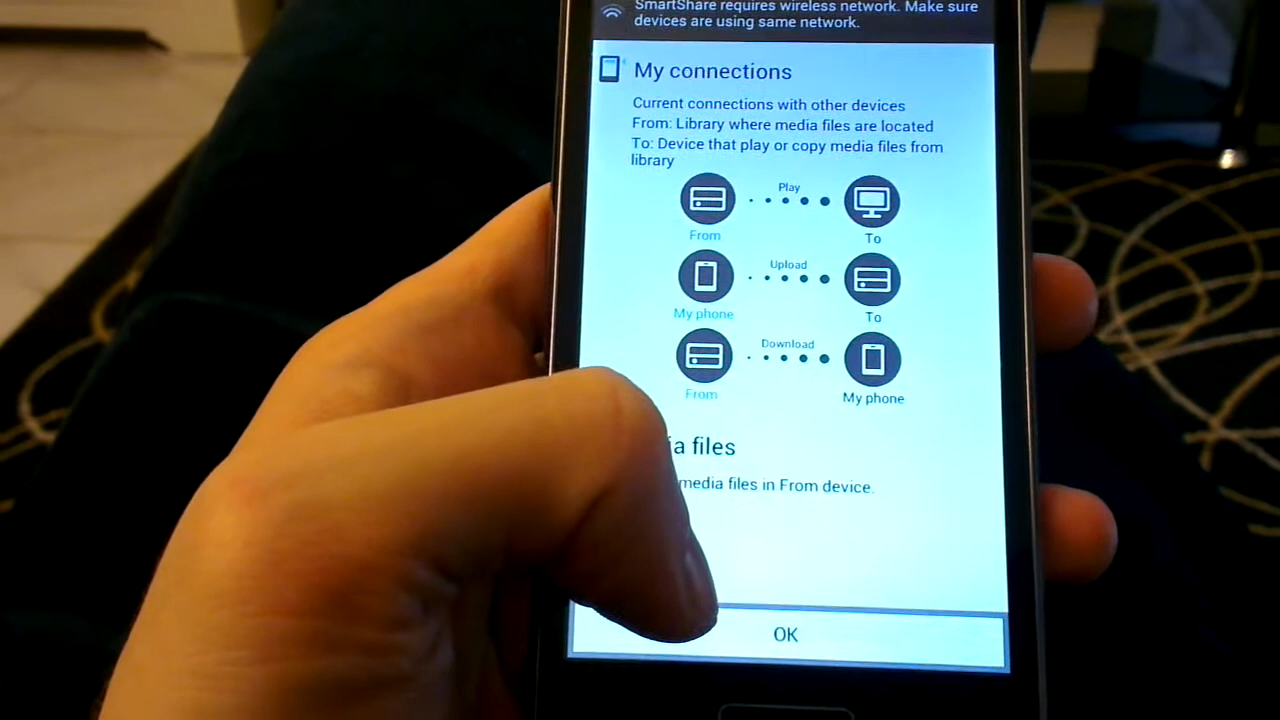 SmartShare requires wireless network. Make sure
devices are using same network.
My connections
Current connections with other devices
From: Library where media files are located
To: Device that play or copy media files from
library
Play
From To
Upload
My phone To
Download
From My phone
files
media files in From device.
OK